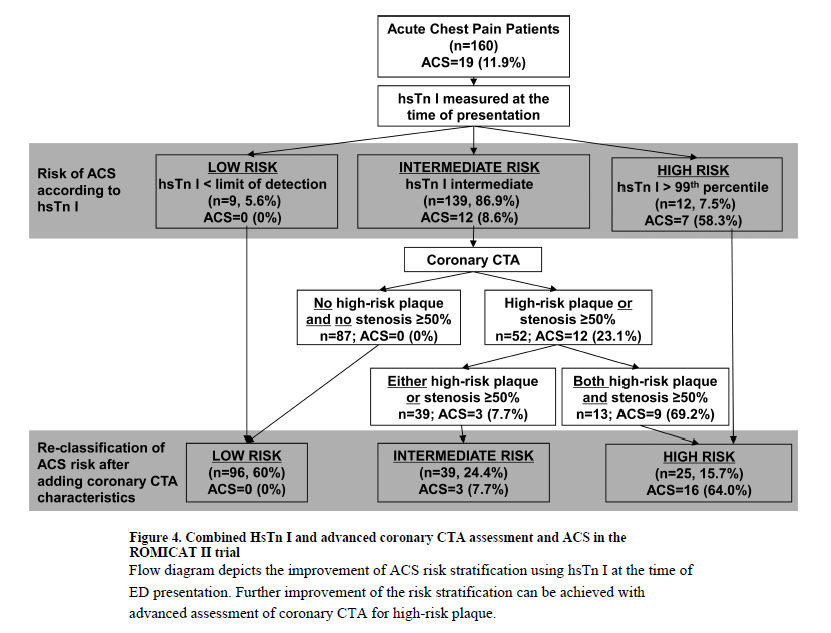 Acute Chest Pain Patients
(n=160)
ACS=19 (11.9%)
hsTn I measured at the
time of presentation
Risk of ACS
according to
hsTn I
LOW RISK
hsTn I < limit of detection
(n=9, 5.6%)
ACS=0 (0%)
INTERMEDIATE RISK
hsTn I intermediate
(n=139, 86.9%)
ACS=12 (8.6%)
HIGH RISK
hsTn I > 99th percentile
(n=12, 7.5%)
ACS=7 (58.3%)
Coronary CTA
No high-risk plaque
and no stenosis ≥50%
n=87; ACS=0 (0%)
High-risk plaque or
stenosis ≥50%
n=52; ACS=12 (23.1%)
Either high-risk plaque
or stenosis ≥50%
n=39; ACS=3 (7.7%)
Both high-risk plaque
and stenosis ≥50%
n=13; ACS=9 (69.2%)
Re-classification of
ACS risk after
adding coronary CTA
characteristics
LOW RISK
(n=96, 60%)
ACS=0 (0%)
INTERMEDIATE RISK
(n=39, 24.4%)
ACS=3 (7.7%)
HIGH RISK
(n=25, 15.7%)
ACS=16 (64.0%)
Figure 4. Combined HsTn I and advanced coronary CTA assessment and ACS in the
ROMICAT II trial
Flow diagram depicts the improvement of ACS risk stratification using hsTn I at the time of
ED presentation. Further improvement of the risk stratification can be achieved with
advanced assessment of coronary CTA for high-risk plaque.